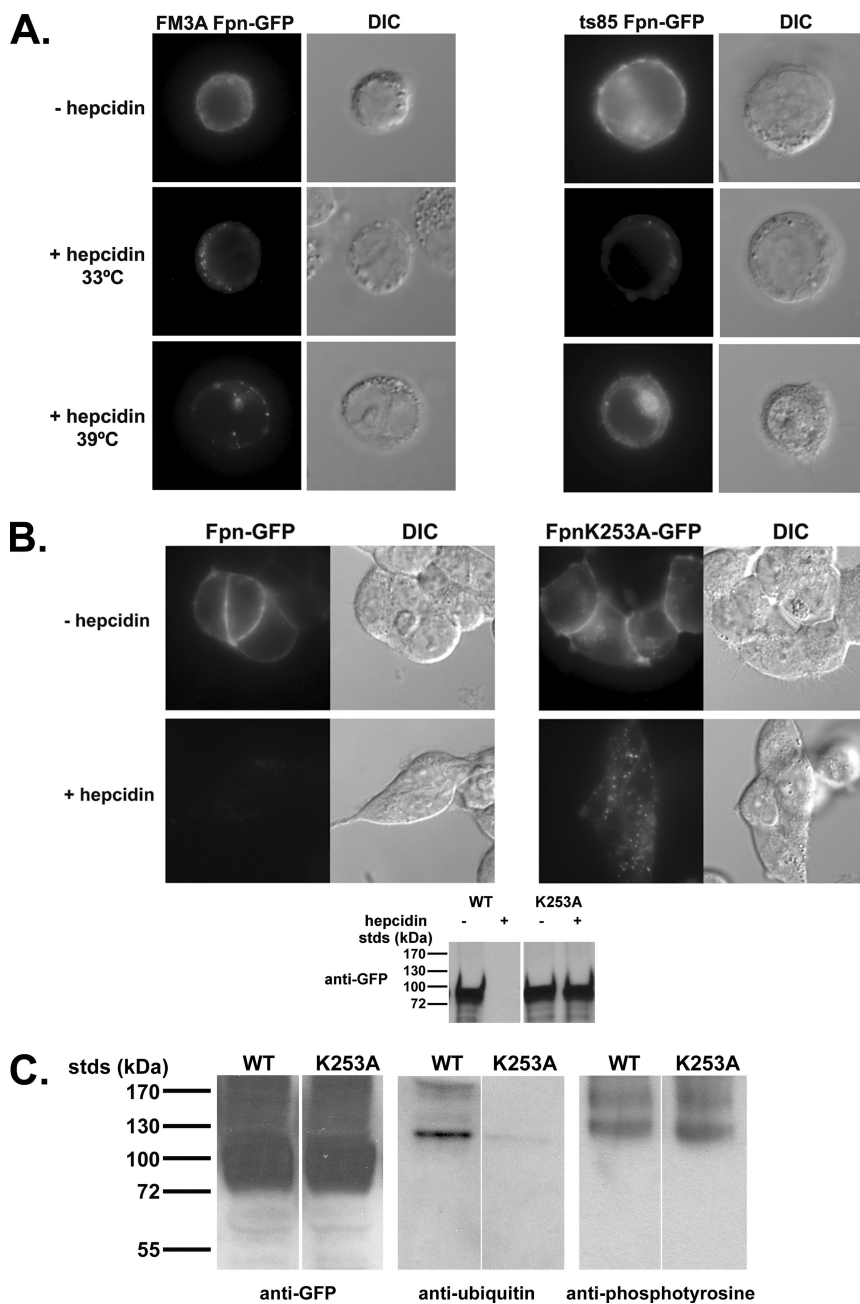 A.
FM3A Fpn-GFP DIC ts85 Fpn-GFP DIC
- hepcidin
+ hepcidin
33ºC
+ hepcidin
39ºC
B.
Fpn-GFP DIC FpnK253A-GFP DIC
- hepcidin
+ hepcidin
WT K253A
hepcidin - + - +
stds (kDa)
170
130
100
72
anti-GFP
C.
stds (kDa) WT K253A WT K253A WT K253A
170
130
100
72
55
anti-GFP anti-ubiquitin anti-phosphotyrosine